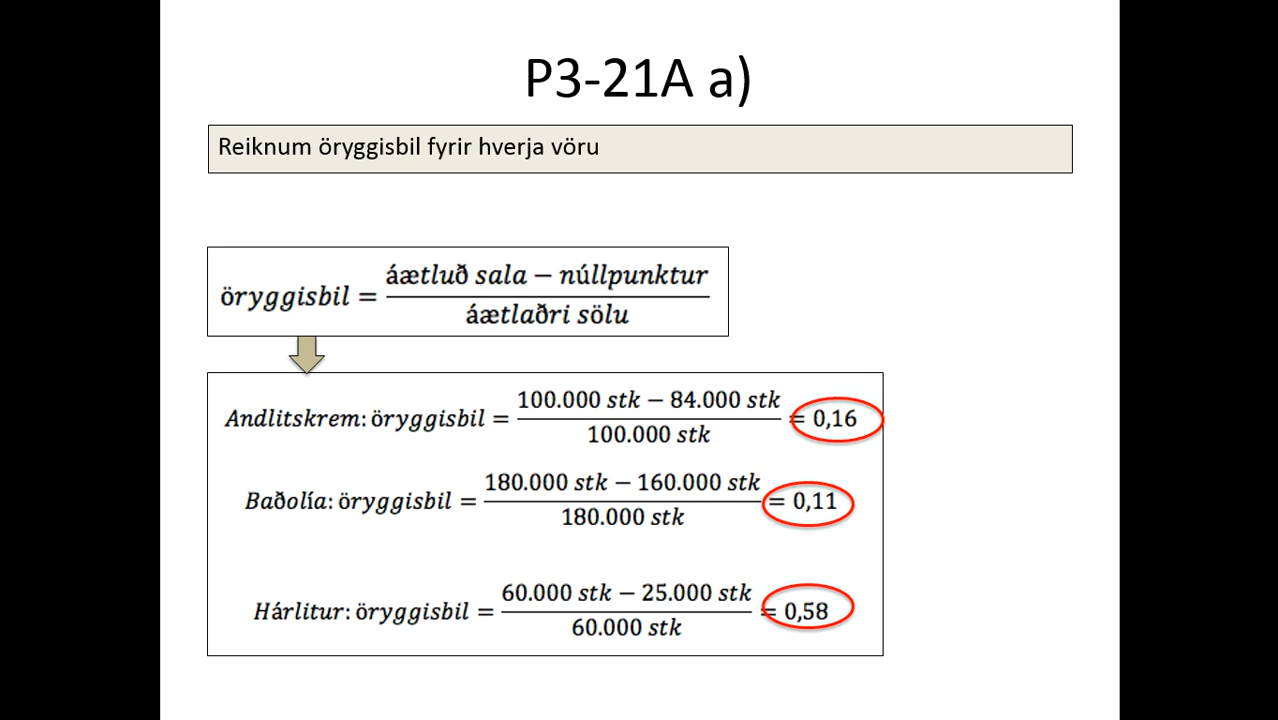 P3-21A a)
Reiknum öryggisbil fyrir hverja vöru
öryggisbil = (áætluð sala − núllpunktur) / (áætlaðri sölu)
Andlitskrem: öryggisbil = (100.000 stk − 84.000 stk) / (100.000 stk) = 0,16
Baðolía: öryggisbil = (180.000 stk − 160.000 stk) / (180.000 stk) = 0,11
Hárlitur: öryggisbil = (60.000 stk − 25.000 stk) / (60.000 stk) = 0,58